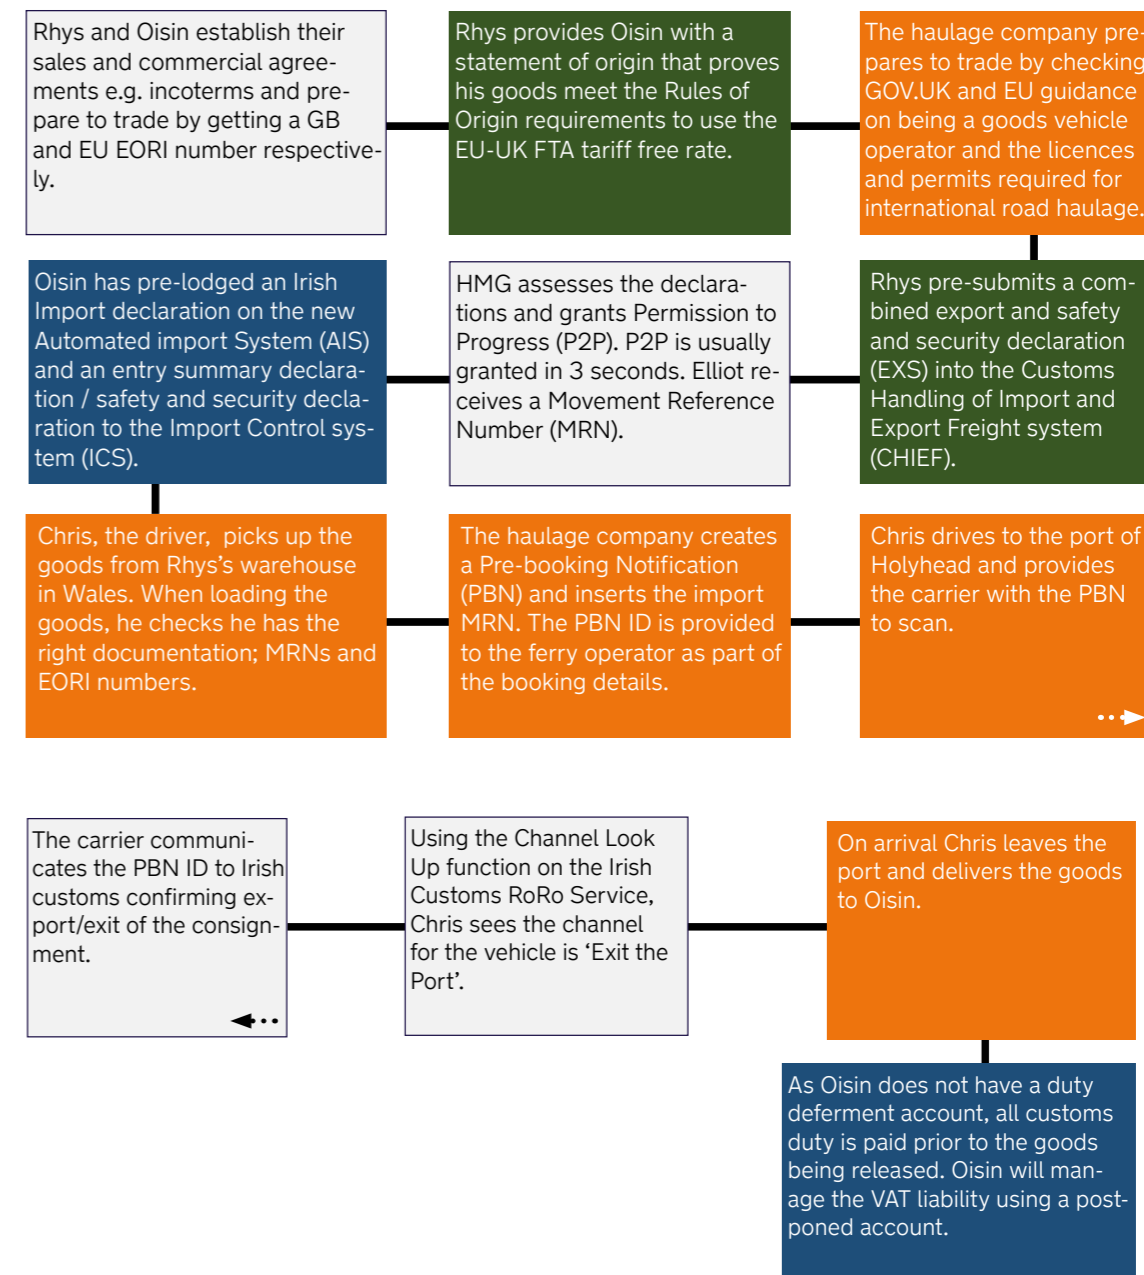 Rhys and Oisin establish their
sales and commercial agree-
ments e.g. incoterms and pre-
pare to trade by getting a GB
and EU EORI number respective-
ly.
Rhys provides Oisin with a
statement of origin that proves
his goods meet the Rules of
Origin requirements to use the
EU-UK FTA tariff free rate.
The haulage company pre-
pares to trade by checking
GOV.UK and EU guidance
on being a goods vehicle
operator and the licences
and permits required for
international road haulage.
Oisin has pre-lodged an Irish
Import declaration on the new
Automated import System (AIS)
and an entry summary declara-
tion / safety and security decla-
ration to the Import Control sys-
tem (ICS).
HMG assesses the declara-
tions and grants Permission to
Progress (P2P). P2P is usually
granted in 3 seconds. Elliot re-
ceives a Movement Reference
Number (MRN).
Rhys pre-submits a com-
bined export and safety
and security declaration
(EXS) into the Customs
Handling of Import and
Export Freight system
(CHIEF).
Chris, the driver,  picks up the
goods from Rhys's warehouse
in Wales. When loading the
goods, he checks he has the
right documentation; MRNs and
EORI numbers.
The haulage company creates
a Pre-booking Notification
(PBN) and inserts the import
MRN. The PBN ID is provided
to the ferry operator as part of
the booking details.
Chris drives to the port of
Holyhead and provides
the carrier with the PBN
to scan.
The carrier communi-
cates the PBN ID to Irish
customs confirming ex-
port/exit of the consign-
ment.
Using the Channel Look
Up function on the Irish
Customs RoRo Service,
Chris sees the channel
for the vehicle is ‘Exit the
Port’.
On arrival Chris leaves the
port and delivers the goods
to Oisin.
As Oisin does not have a duty
deferment account, all customs
duty is paid prior to the goods
being released. Oisin will man-
age the VAT liability using a post-
poned account.